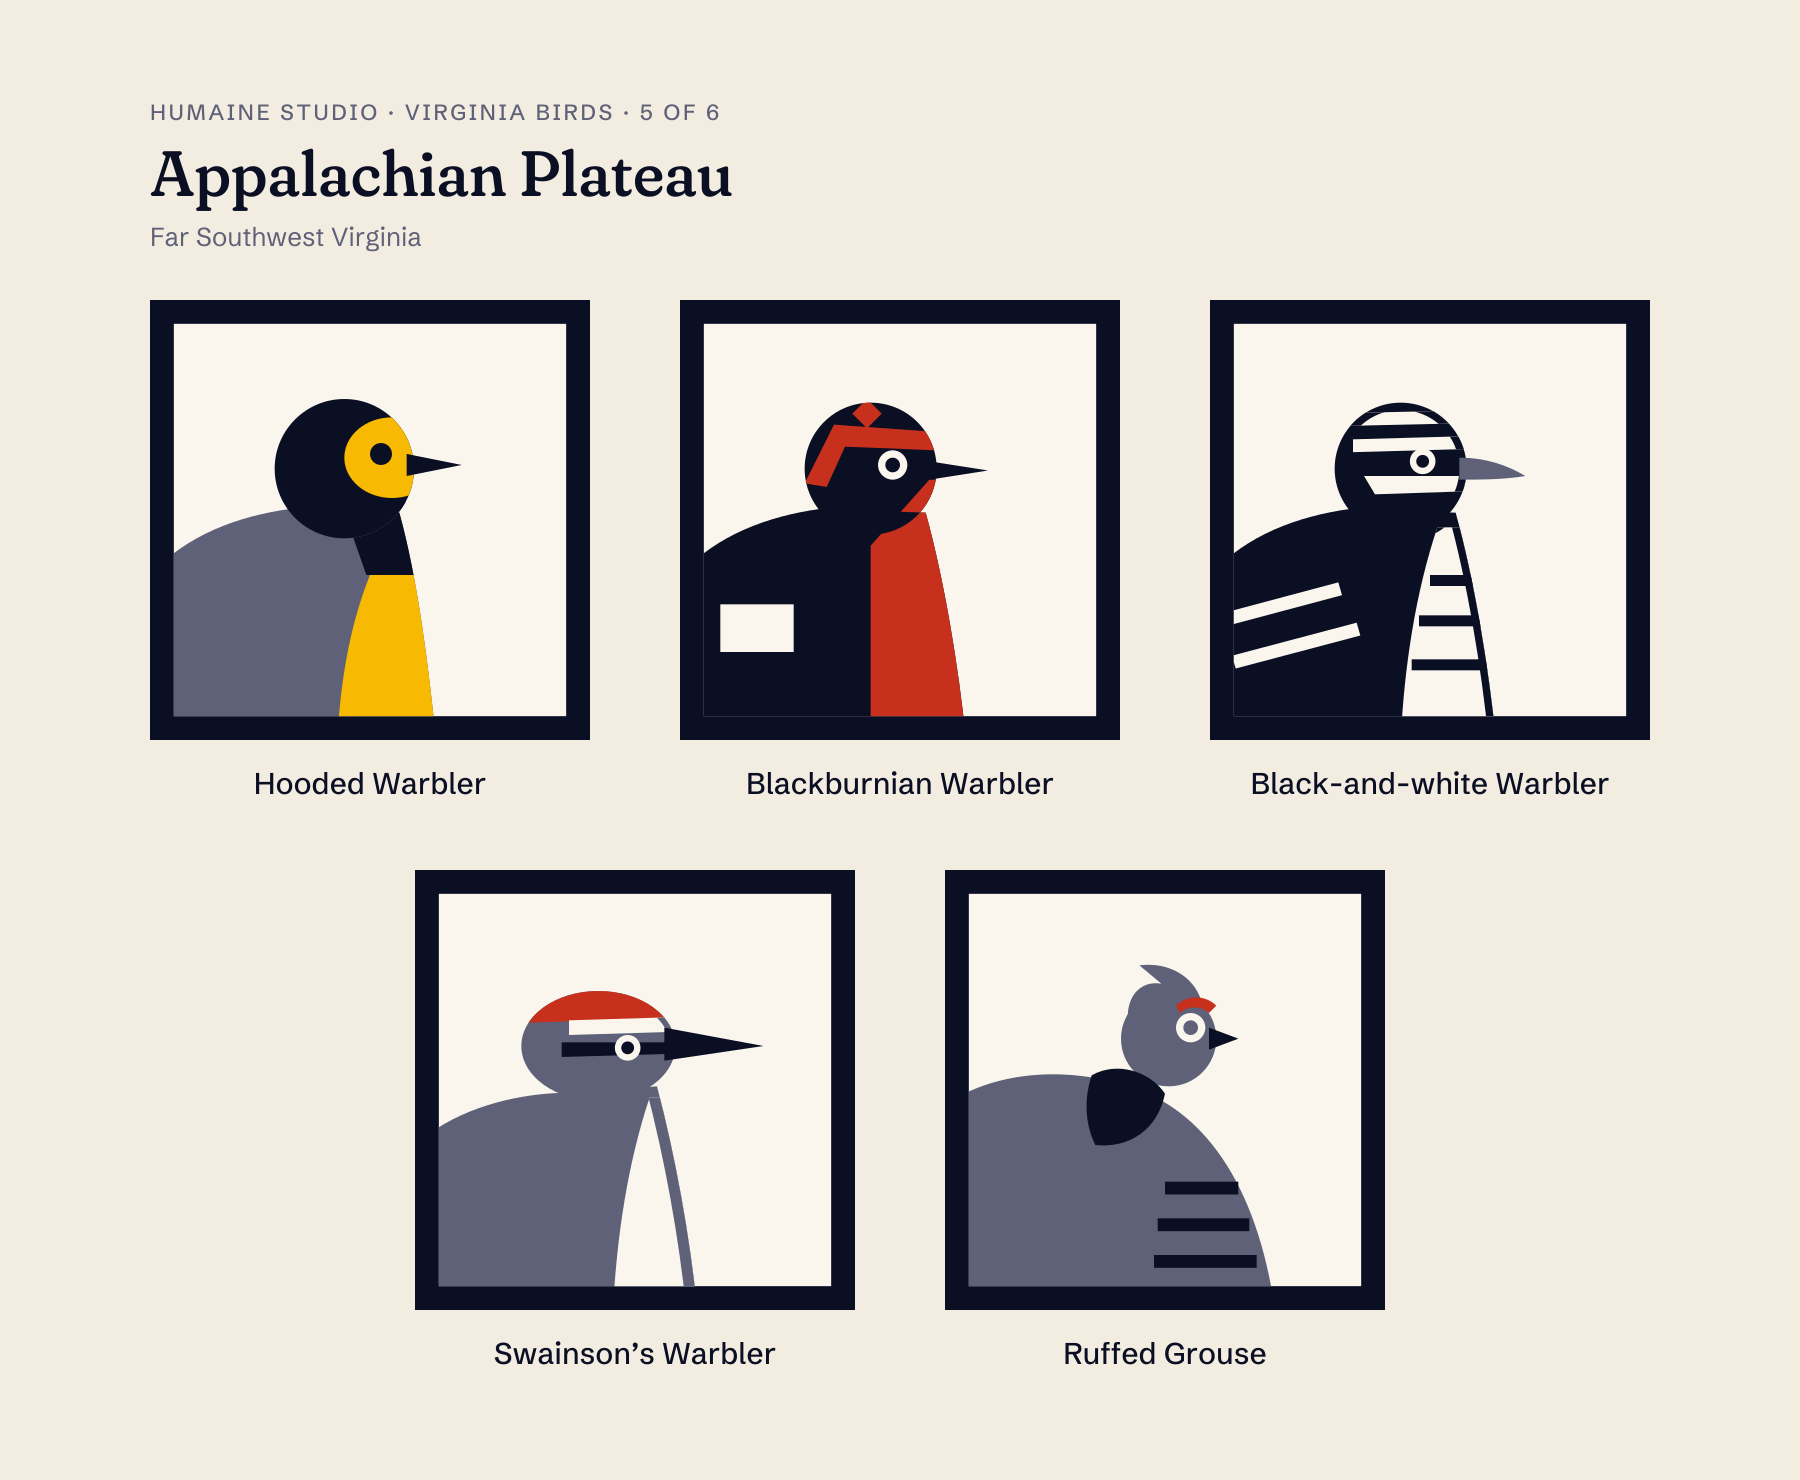 HUMAINE STUDIO · VIRGINIA BIRDS · 5 OF 6
Appalachian Plateau
Far Southwest Virginia
Hooded Warbler
Blackburnian Warbler
Black-and-white Warbler
Swainson’s Warbler
Ruffed Grouse